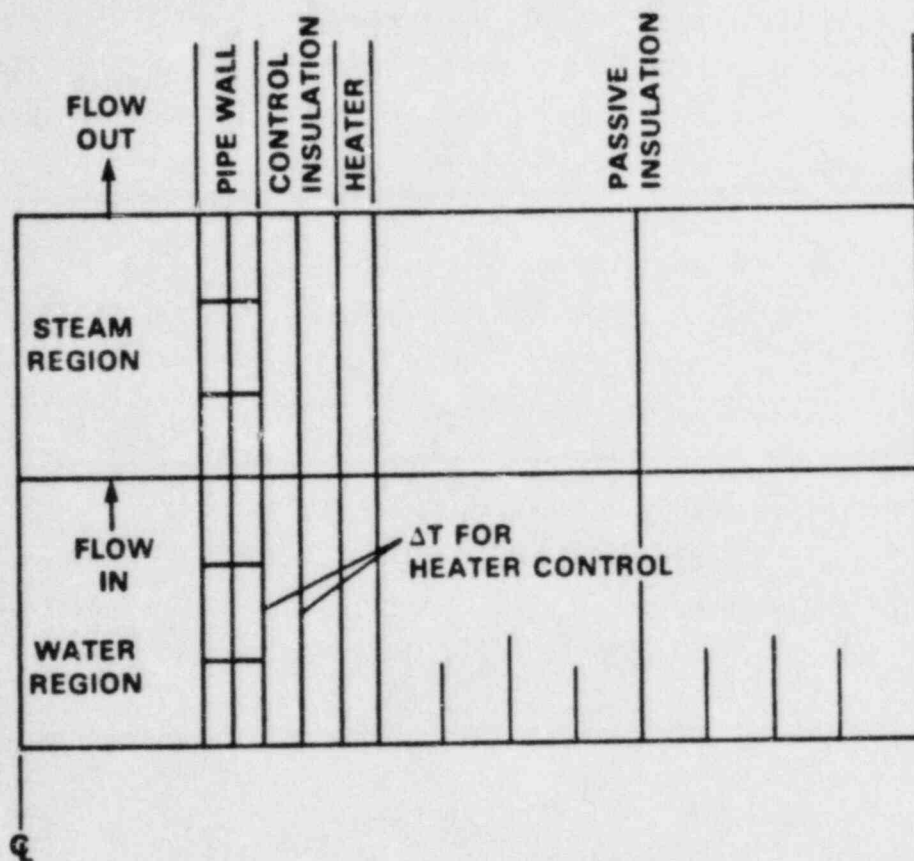 FLOW
OUT
PIPE WALL
CONTROL
INSULATION
HEATER
PASSIVE
INSULATION
STEAM
REGION
FLOW
IN
ΔT FOR
HEATER CONTROL
WATER
REGION
℄